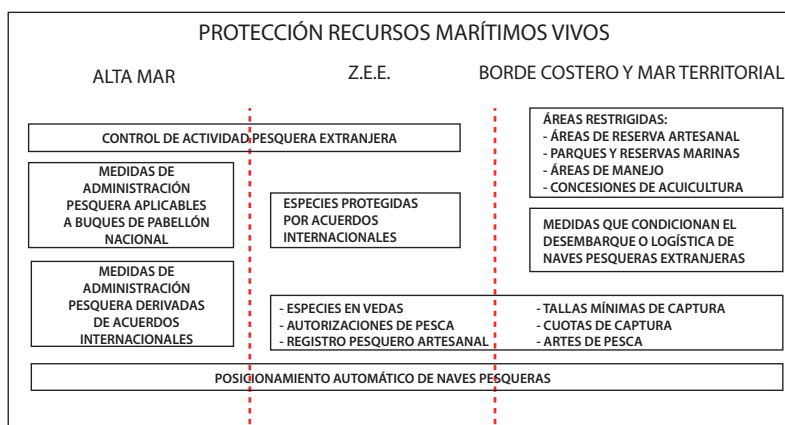 PROTECCIÓN RECURSOS MARÍTIMOS VIVOS
ALTA MAR
Z.E.E.
BORDE COSTERO Y MAR TERRITORIAL
CONTROL DE ACTIVIDAD PESQUERA EXTRANJERA
ÁREAS RESTRIGIDAS:
- ÁREAS DE RESERVA ARTESANAL
- PARQUES Y RESERVAS MARINAS
- ÁREAS DE MANEJO
- CONCESIONES DE ACUICULTURA
MEDIDAS DE
ADMINISTRACIÓN
PESQUERA APLICABLES
A BUQUES DE PABELLÓN
NACIONAL
ESPECIES PROTEGIDAS
POR ACUERDOS
INTERNACIONALES
MEDIDAS QUE CONDICIONAN EL
DESEMBARQUE O LOGÍSTICA DE
NAVES PESQUERAS EXTRANJERAS
MEDIDAS DE
ADMINISTRACIÓN
PESQUERA DERIVADAS
DE ACUERDOS
INTERNACIONALES
- ESPECIES EN VEDAS
- AUTORIZACIONES DE PESCA
- REGISTRO PESQUERO ARTESANAL
- TALLAS MÍNIMAS DE CAPTURA
- CUOTAS DE CAPTURA
- ARTES DE PESCA
POSICIONAMIENTO AUTOMÁTICO DE NAVES PESQUERAS